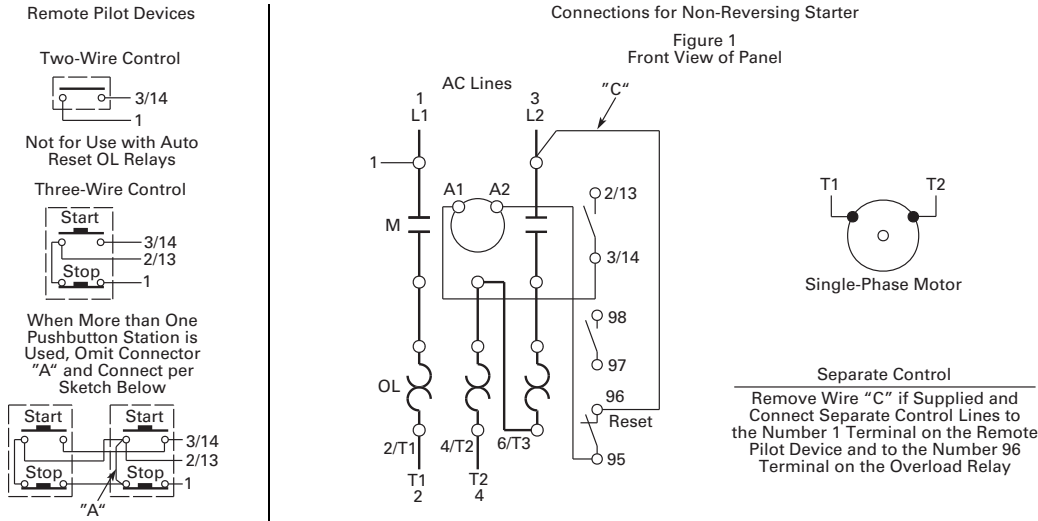 Remote Pilot Devices
Two-Wire Control
3/14
1
Not for Use with Auto
Reset OL Relays
Three-Wire Control
Start
3/14
2/13
Stop
1
When More than One
Pushbutton Station is
Used, Omit Connector
"A“ and Connect per
Sketch Below
Start
Start
3/14
2/13
Stop
Stop
1
"A“
Connections for Non-Reversing Starter
Figure 1
Front View of Panel
AC Lines
"C“
1
3
L1
L2
1
A1
A2
2/13
M
3/14
98
97
OL
96
Reset
2/T1
4/T2
6/T3
95
T1
T2
2
4
T1
T2
Single-Phase Motor
Separate Control
Remove Wire “C” if Supplied and
Connect Separate Control Lines to
the Number 1 Terminal on the Remote
Pilot Device and to the Number 96
Terminal on the Overload Relay